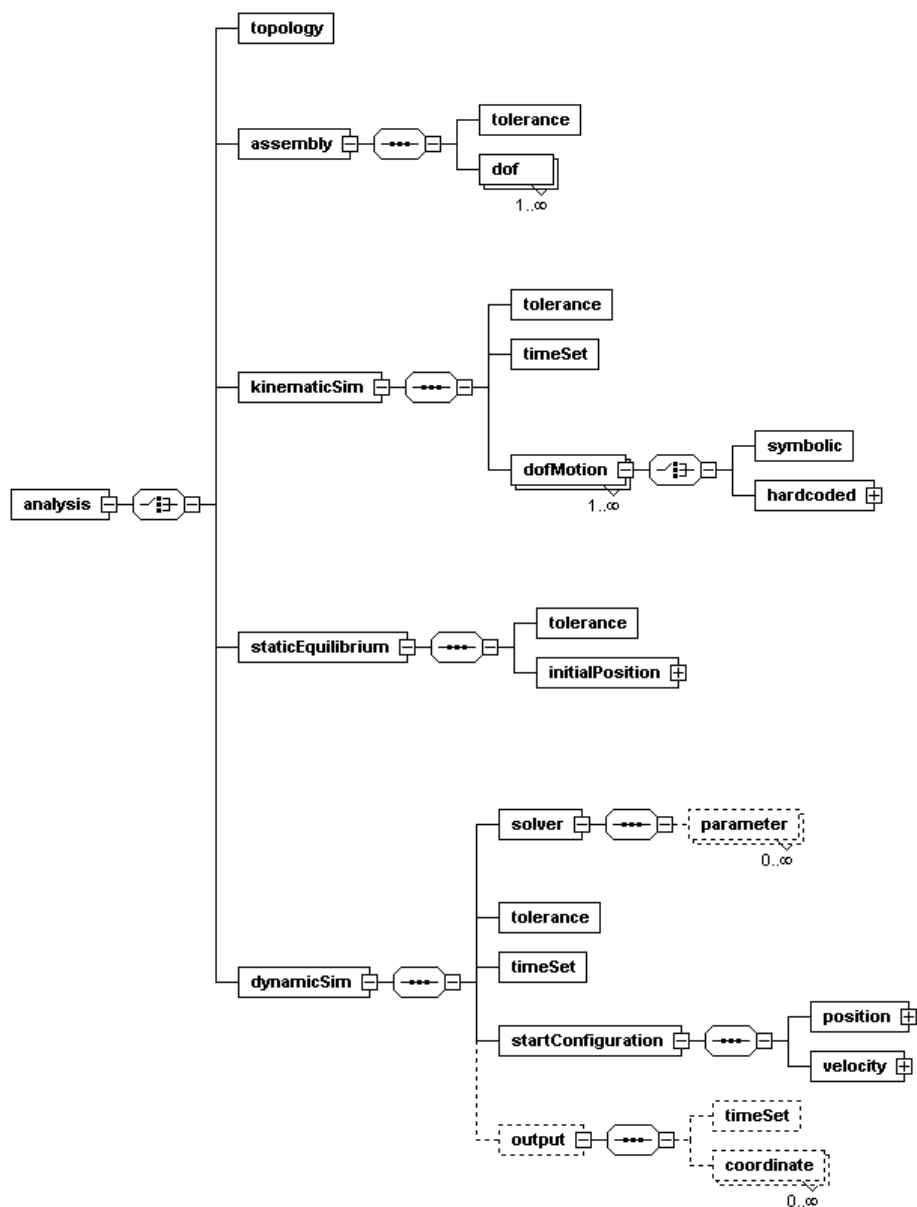 topology
tolerance
assembly
dof
1..∞
tolerance
timeSet
kinematicSim
symbolic
dofMotion
hardcoded
1..∞
analysis
tolerance
staticEquilibrium
initialPosition
solver
parameter
0..∞
tolerance
timeSet
dynamicSim
position
startConfiguration
velocity
timeSet
output
coordinate
0..∞